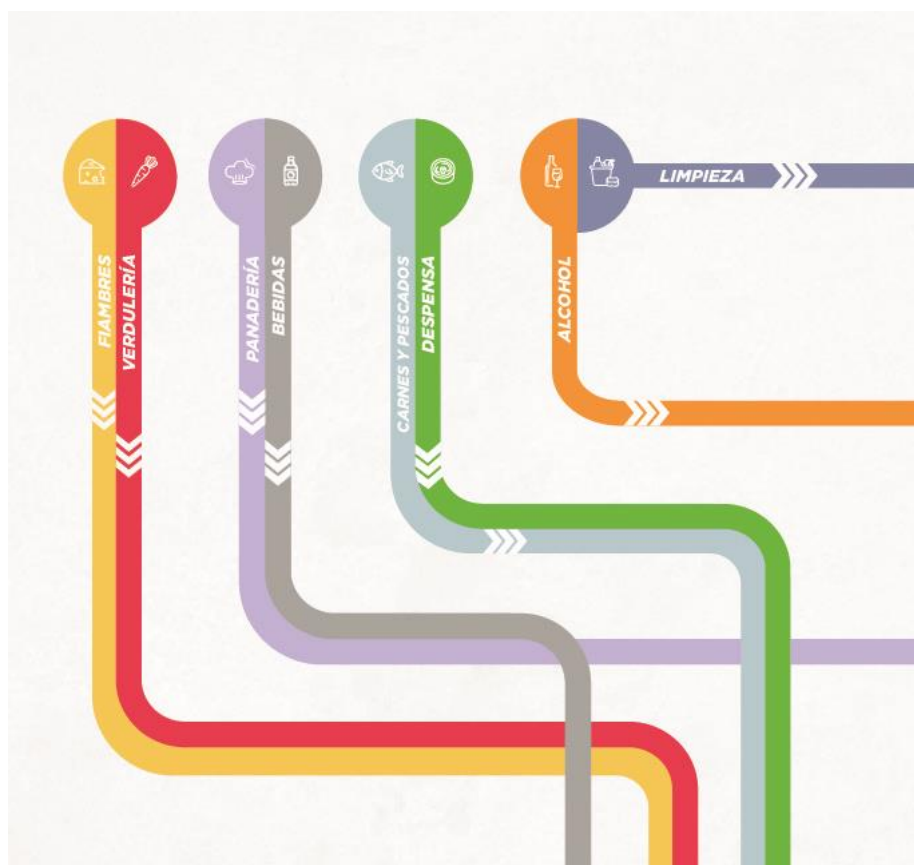 FIAMBRES
VERDULERÍA
PANADERÍA
BEBIDAS
CARNES Y PESCADOS
DESPENSA
ALCOHOL
LIMPIEZA